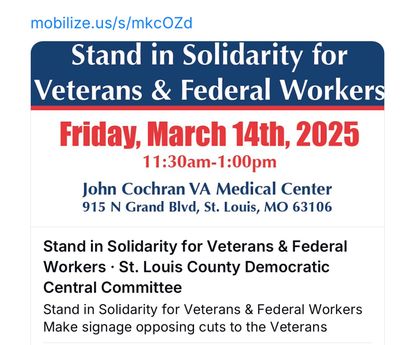 mobilize.us/s/mkcOZd
Stand in Solidarity for
Veterans & Federal Workers
Friday, March 14th, 2025
11:30am-1:00pm
John Cochran VA Medical Center
915 N Grand Blvd, St. Louis, MO 63106
Stand in Solidarity for Veterans & Federal
Workers · St. Louis County Democratic
Central Committee
Stand in Solidarity for Veterans & Federal Workers
Make signage opposing cuts to the Veterans